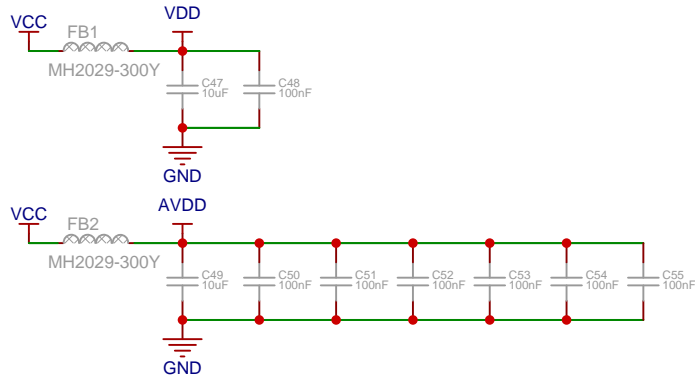 VCC
FB1
VDD
MH2029-300Y
C47
10uF
C48
100nF
GND
VCC
FB2
AVDD
MH2029-300Y
C49
10uF
C50
100nF
C51
100nF
C52
100nF
C53
100nF
C54
100nF
C55
100nF
GND